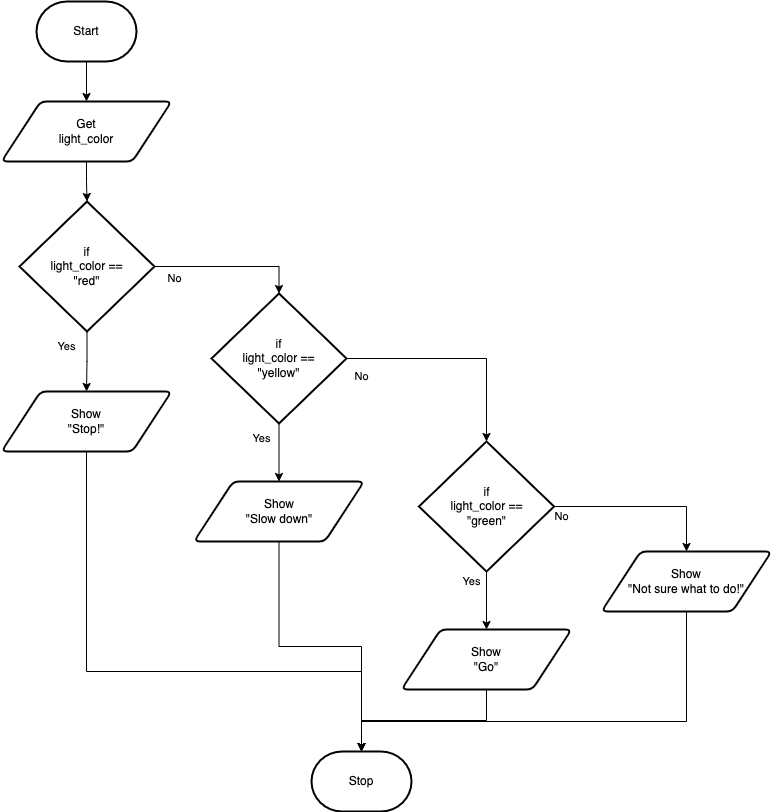 Start
Get
light_color
if
light_color ==
"red"
No
Yes
if
light_color ==
"yellow"
No
Yes
Show
"Stop!"
Show
"Slow down"
if
light_color ==
"green"
No
Yes
Show
"Not sure what to do!"
Show
"Go"
Stop